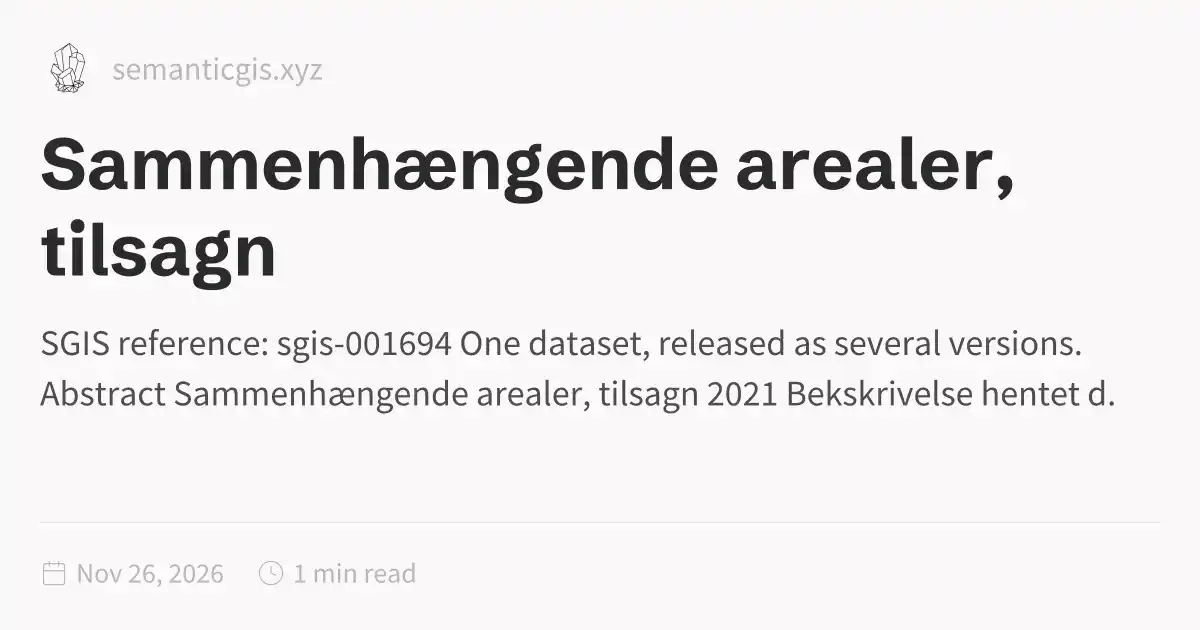 semanticgis.xyz
Sammenhængende arealer,
tilsagn
SGIS reference: sgis-001694 One dataset, released as several versions.
Abstract Sammenhængende arealer, tilsagn 2021 Bekskrivelse hentet d.
Nov 26, 2026 1 min read